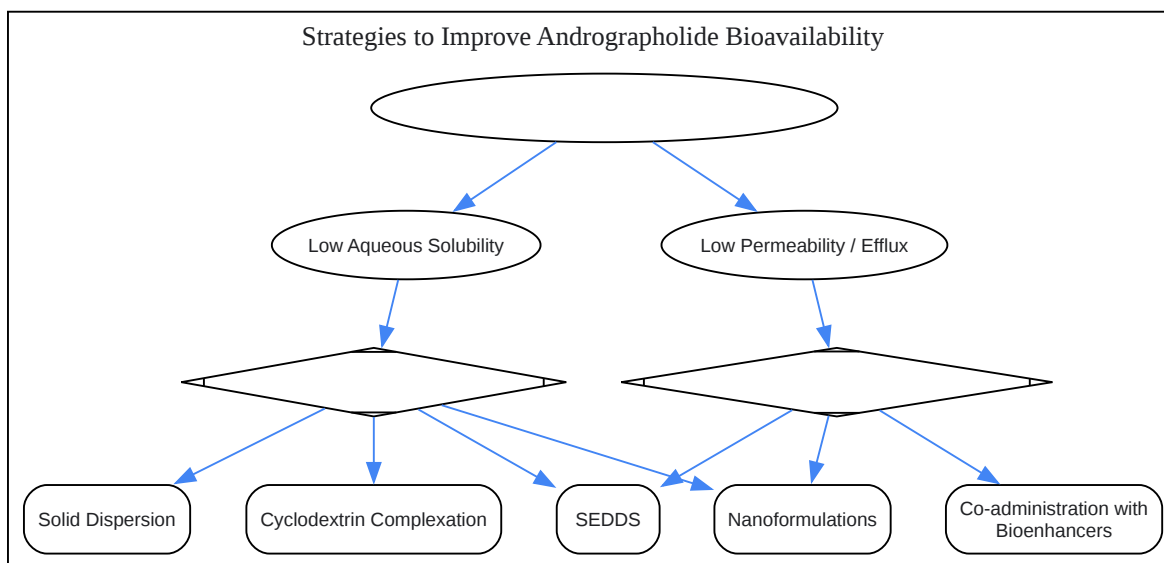 Strategies to Improve Andrographolide Bioavailability
Low Aqueous Solubility
Low Permeability / Efflux
Solid Dispersion
Cyclodextrin Complexation
SEDDS
Nanoformulations
Co-administration with
Bioenhancers